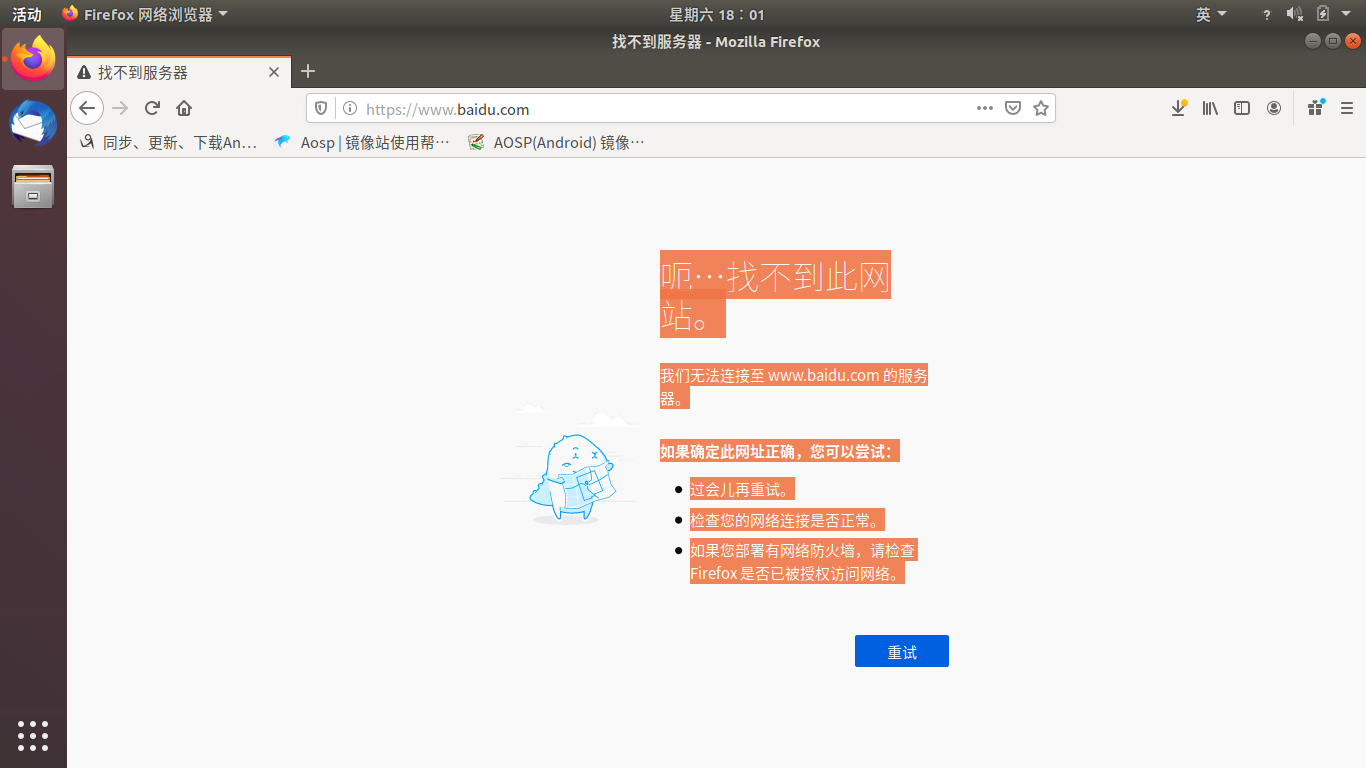 活动
Firefox 网络浏览器
星期六 18：01
英
?
找不到服务器 - Mozilla Firefox
找不到服务器
https://www.baidu.com
同步、更新、下载An…
Aosp | 镜像站使用帮…
AOSP(Android) 镜像…
呃…找不到此网
站。
我们无法连接至 www.baidu.com 的服务
器。
如果确定此网址正确，您可以尝试：
过会儿再重试。
检查您的网络连接是否正常。
如果您部署有网络防火墙，请检查
Firefox 是否已被授权访问网络。
重试